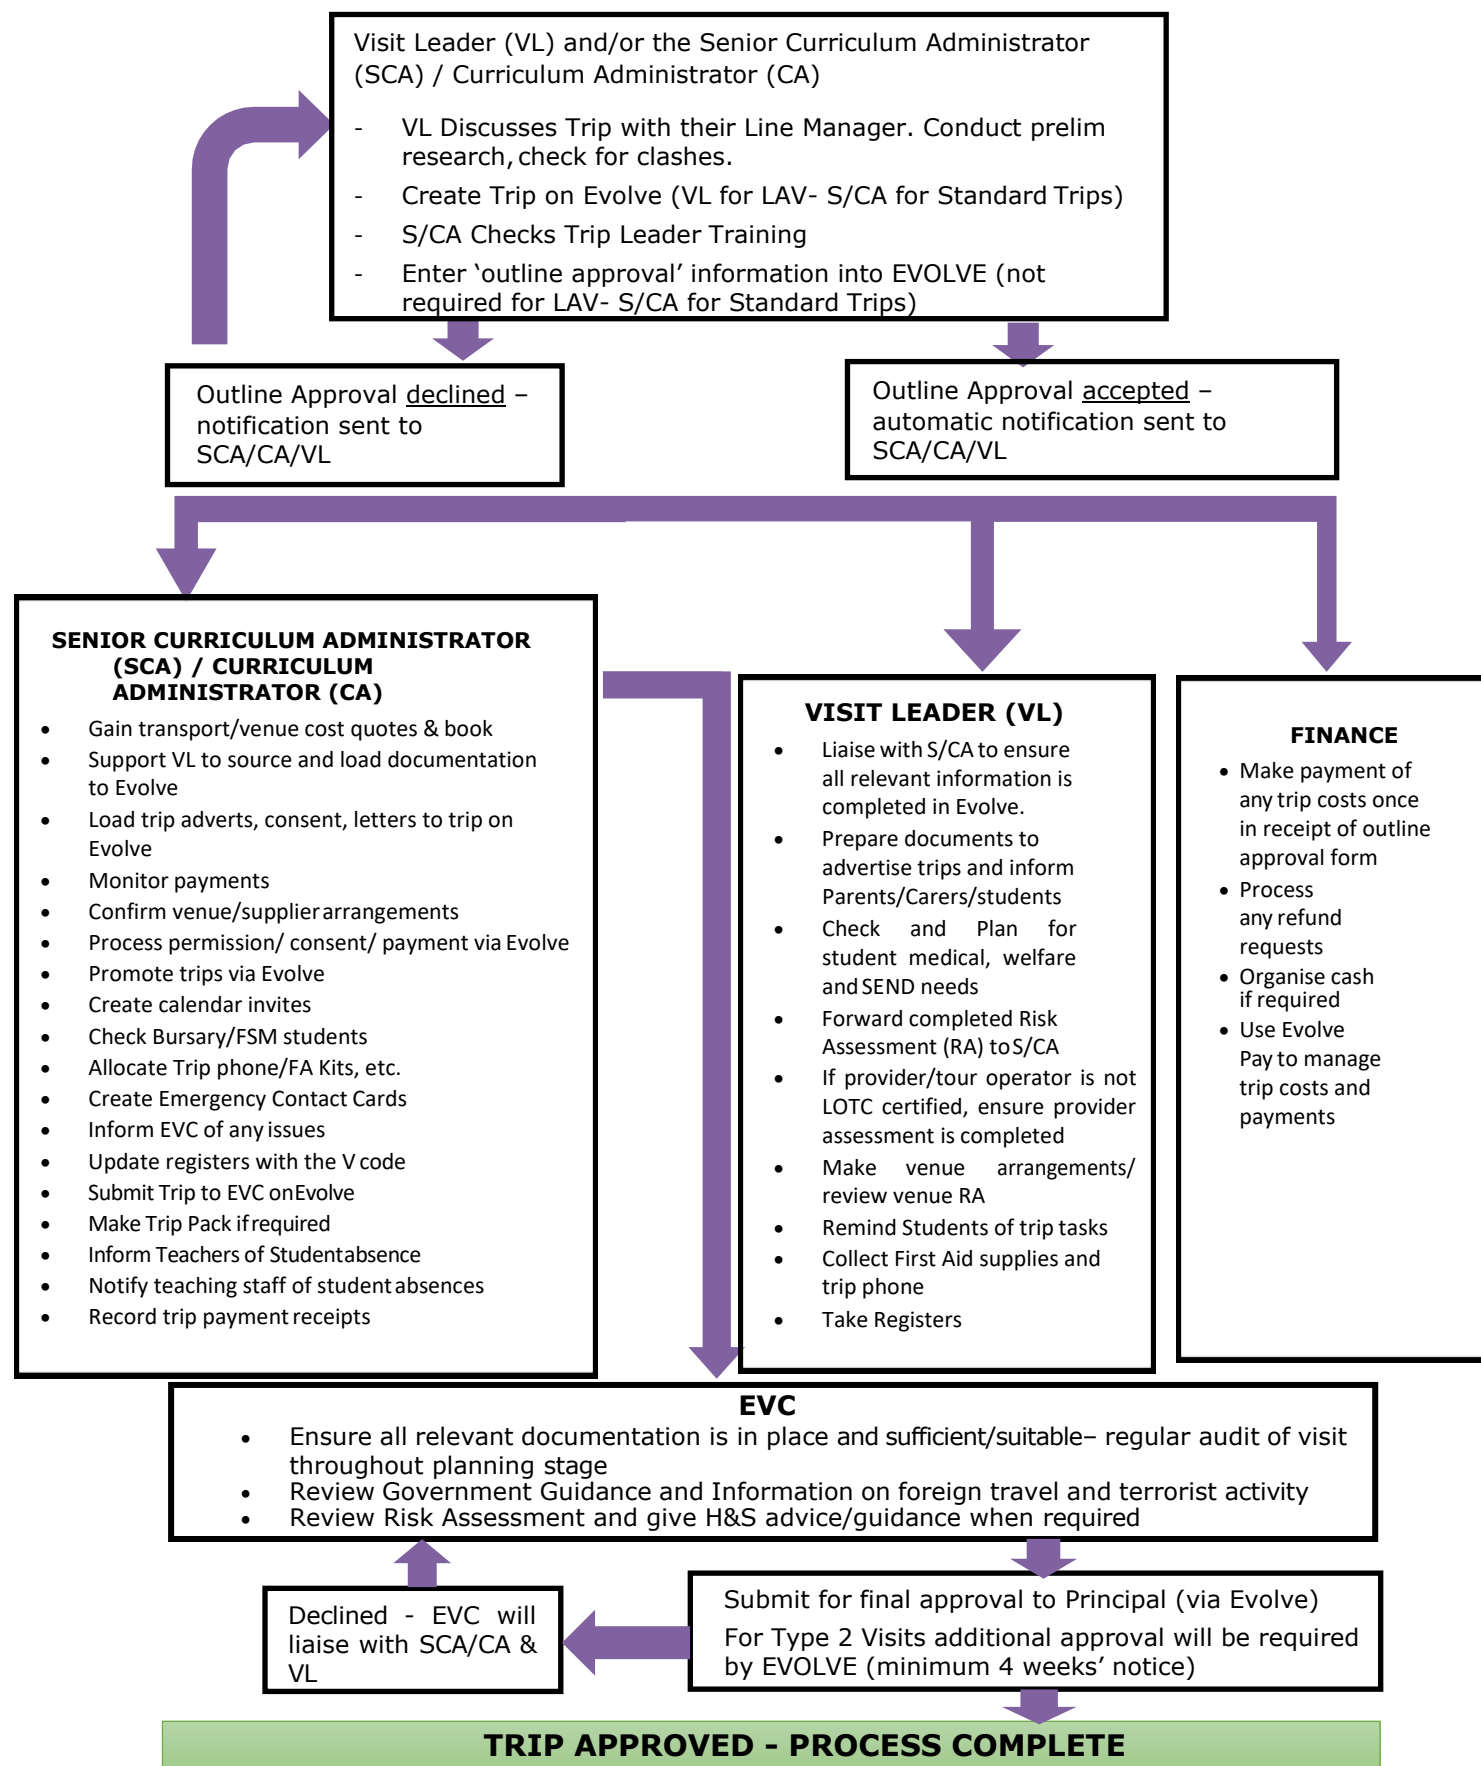 Visit Leader (VL) and/or the Senior Curriculum Administrator
(SCA) / Curriculum Administrator (CA)
- VL Discusses Trip with their Line Manager. Conduct prelim
research, check for clashes.
- Create Trip on Evolve (VL for LAV- S/CA for Standard Trips)
- S/CA Checks Trip Leader Training
- Enter ‘outline approval’ information into EVOLVE (not
required for LAV- S/CA for Standard Trips)
Outline Approval declined –
notification sent to
SCA/CA/VL
Outline Approval accepted –
automatic notification sent to
SCA/CA/VL
SENIOR CURRICULUM ADMINISTRATOR
(SCA) / CURRICULUM
ADMINISTRATOR (CA)
• Gain transport/venue cost quotes & book
• Support VL to source and load documentation
to Evolve
• Load trip adverts, consent, letters to trip on
Evolve
• Monitor payments
• Confirm venue/supplier arrangements
• Process permission/ consent/ payment via Evolve
• Promote trips via Evolve
• Create calendar invites
• Check Bursary/FSM students
• Allocate Trip phone/FA Kits, etc.
• Create Emergency Contact Cards
• Inform EVC of any issues
• Update registers with the V code
• Submit Trip to EVC onEvolve
• Make Trip Pack if required
• Inform Teachers of Studentabsence
• Notify teaching staff of student absences
• Record trip payment receipts
VISIT LEADER (VL)
• Liaise with S/CA to ensure
all relevant information is
completed in Evolve.
• Prepare documents to
advertise trips and inform
Parents/Carers/students
• Check and Plan for
student medical, welfare
and SEND needs
• Forward completed Risk
Assessment (RA) to S/CA
• If provider/tour operator is not
LOTC certified, ensure provider
assessment is completed
• Make venue arrangements/
review venue RA
• Remind Students of trip tasks
• Collect First Aid supplies and
trip phone
• Take Registers
FINANCE
• Make payment of
any trip costs once
in receipt of outline
approval form
• Process
any refund
requests
• Organise cash
if required
• Use Evolve
Pay to manage
trip costs and
payments
EVC
• Ensure all relevant documentation is in place and sufficient/suitable– regular audit of visit
throughout planning stage
• Review Government Guidance and Information on foreign travel and terrorist activity
• Review Risk Assessment and give H&S advice/guidance when required
Declined - EVC will
liaise with SCA/CA &
VL
Submit for final approval to Principal (via Evolve)
For Type 2 Visits additional approval will be required
by EVOLVE (minimum 4 weeks’ notice)
TRIP APPROVED - PROCESS COMPLETE